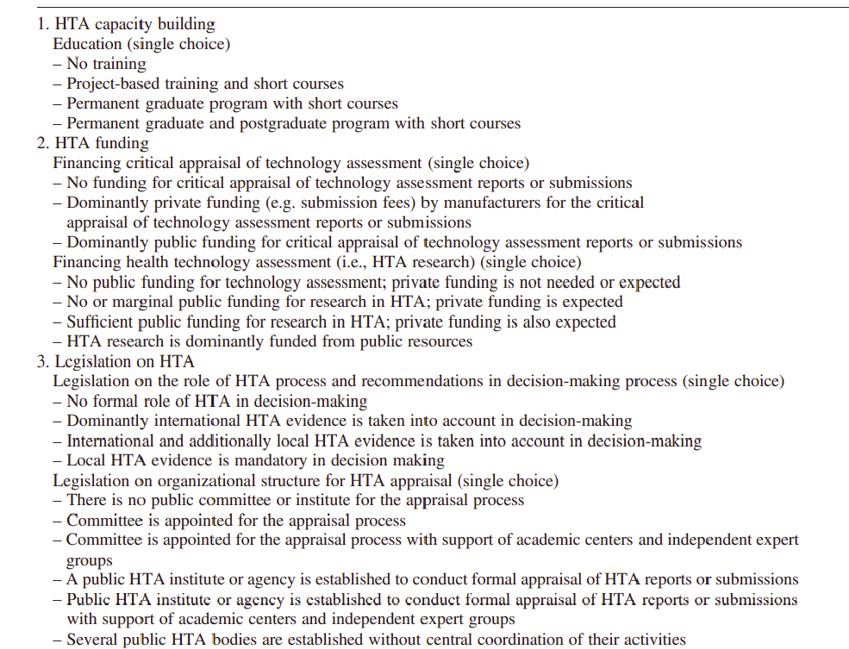 1. HTA capacity building
Education (single choice)
– No training
– Project-based training and short courses
– Permanent graduate program with short courses
– Permanent graduate and postgraduate program with short courses
2. HTA funding
Financing critical appraisal of technology assessment (single choice)
– No funding for critical appraisal of technology assessment reports or submissions
– Dominantly private funding (e.g. submission fees) by manufacturers for the critical
appraisal of technology assessment reports or submissions
– Dominantly public funding for critical appraisal of technology assessment reports or submissions
Financing health technology assessment (i.e., HTA research) (single choice)
– No public funding for technology assessment; private funding is not needed or expected
– No or marginal public funding for research in HTA; private funding is expected
– Sufficient public funding for research in HTA; private funding is also expected
– HTA research is dominantly funded from public resources
3. Legislation on HTA
Legislation on the role of HTA process and recommendations in decision-making process (single choice)
– No formal role of HTA in decision-making
– Dominantly international HTA evidence is taken into account in decision-making
– International and additionally local HTA evidence is taken into account in decision-making
– Local HTA evidence is mandatory in decision making
Legislation on organizational structure for HTA appraisal (single choice)
– There is no public committee or institute for the appraisal process
– Committee is appointed for the appraisal process
– Committee is appointed for the appraisal process with support of academic centers and independent expert
groups
– A public HTA institute or agency is established to conduct formal appraisal of HTA reports or submissions
– Public HTA institute or agency is established to conduct formal appraisal of HTA reports or submissions
with support of academic centers and independent expert groups
– Several public HTA bodies are established without central coordination of their activities